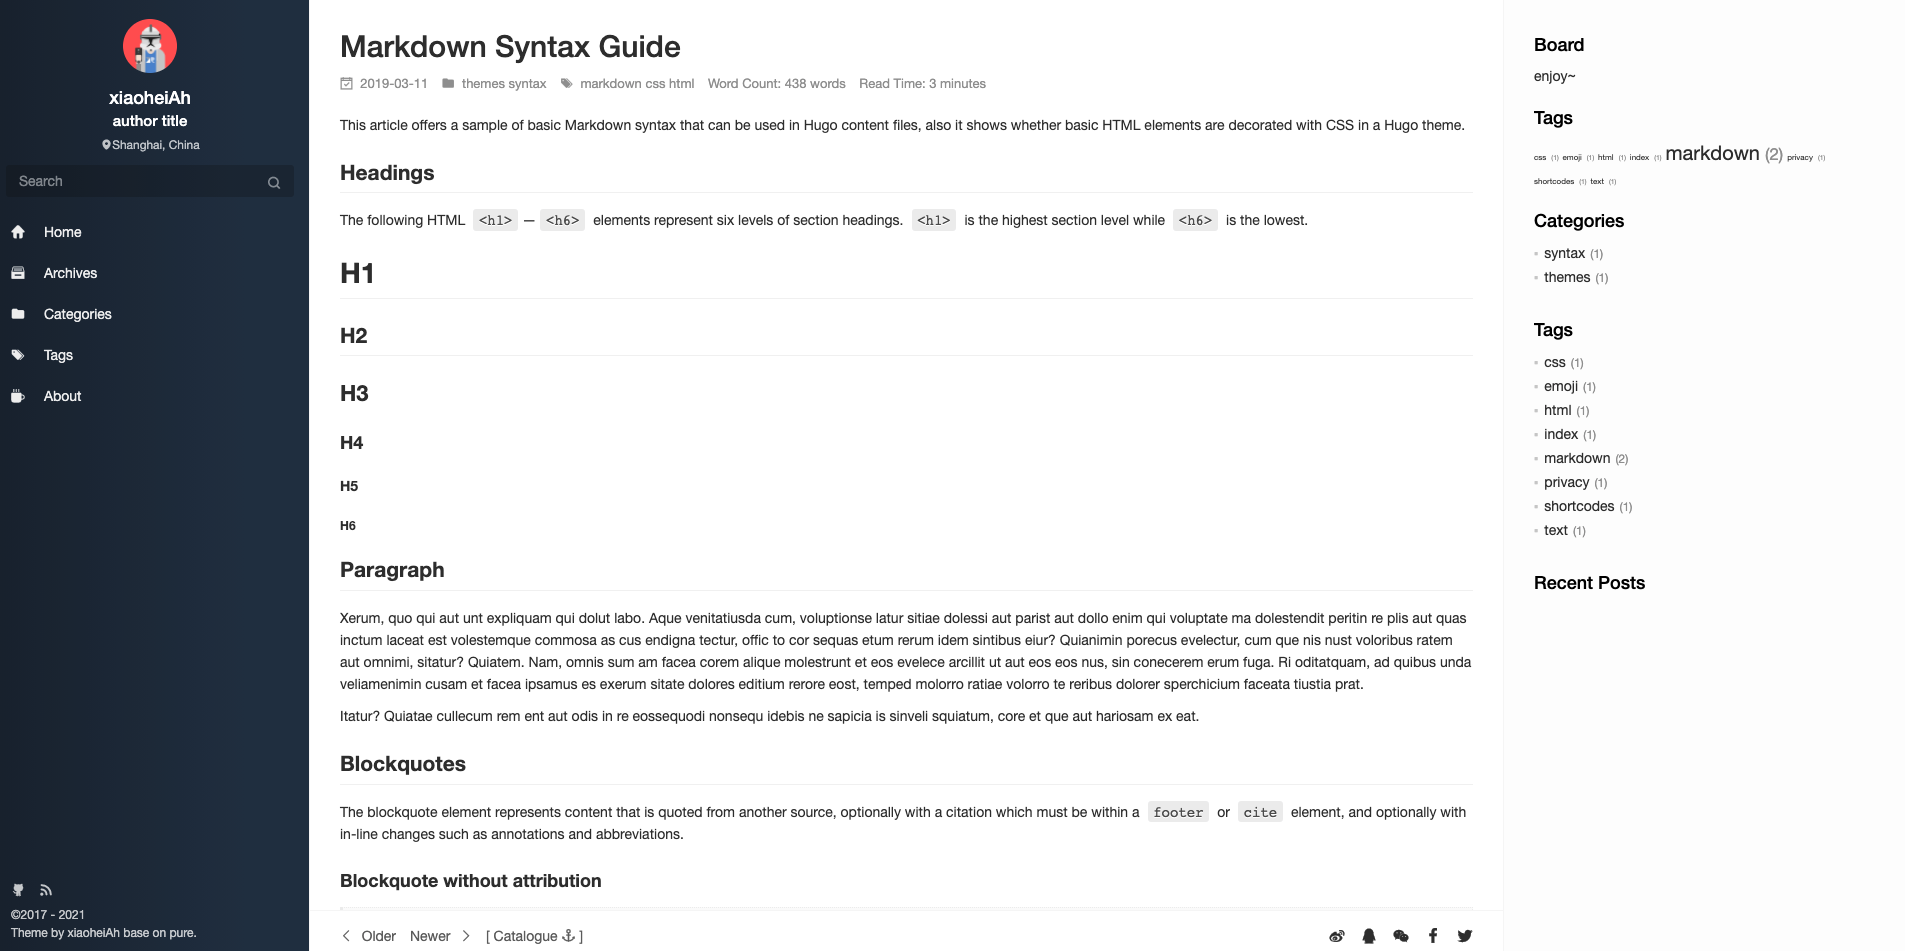 xiaoheiAh
author title
Shanghai, China
Search
Home
Archives
Categories
Tags
About
©2017 - 2021
Theme by xiaoheiAh base on pure.
Markdown Syntax Guide
2019-03-11 themes syntax markdown css html Word Count: 438 words Read Time: 3 minutes
This article offers a sample of basic Markdown syntax that can be used in Hugo content files, also it shows whether basic HTML elements are decorated with CSS in a Hugo theme.
Headings
The following HTML <h1> — <h6> elements represent six levels of section headings. <h1> is the highest section level while <h6> is the lowest.
H1
H2
H3
H4
H5
H6
Paragraph
Xerum, quo qui aut unt expliquam qui dolut labo. Aque venitatiusda cum, voluptionse latur sitiae dolessi aut parist aut dollo enim qui voluptate ma dolestendit peritin re plis aut quas
inctum laceat est volestemque commosa as cus endigna tectur, offic to cor sequas etum rerum idem sintibus eiur? Quianimin porecus evelectur, cum que nis nust voloribus ratem
aut omnimi, sitatur? Quiatem. Nam, omnis sum am facea corem alique molestrunt et eos evelece arcillit ut aut eos eos nus, sin conecerem erum fuga. Ri oditatquam, ad quibus unda
veliamenimin cusam et facea ipsamus es exerum sitate dolores editium rerore eost, temped molorro ratiae volorro te reribus dolorer sperchicium faceata tiustia prat.
Itatur? Quiatae cullecum rem ent aut odis in re eossequodi nonsequ idebis ne sapicia is sinveli squiatum, core et que aut hariosam ex eat.
Blockquotes
The blockquote element represents content that is quoted from another source, optionally with a citation which must be within a footer or cite element, and optionally with
in-line changes such as annotations and abbreviations.
Blockquote without attribution
Older Newer [ Catalogue ]
Board
enjoy~
Tags
css (1) emoji (1) html (1) index (1) markdown (2) privacy (1)
shortcodes (1) text (1)
Categories
syntax (1)
themes (1)
Tags
css (1)
emoji (1)
html (1)
index (1)
markdown (2)
privacy (1)
shortcodes (1)
text (1)
Recent Posts